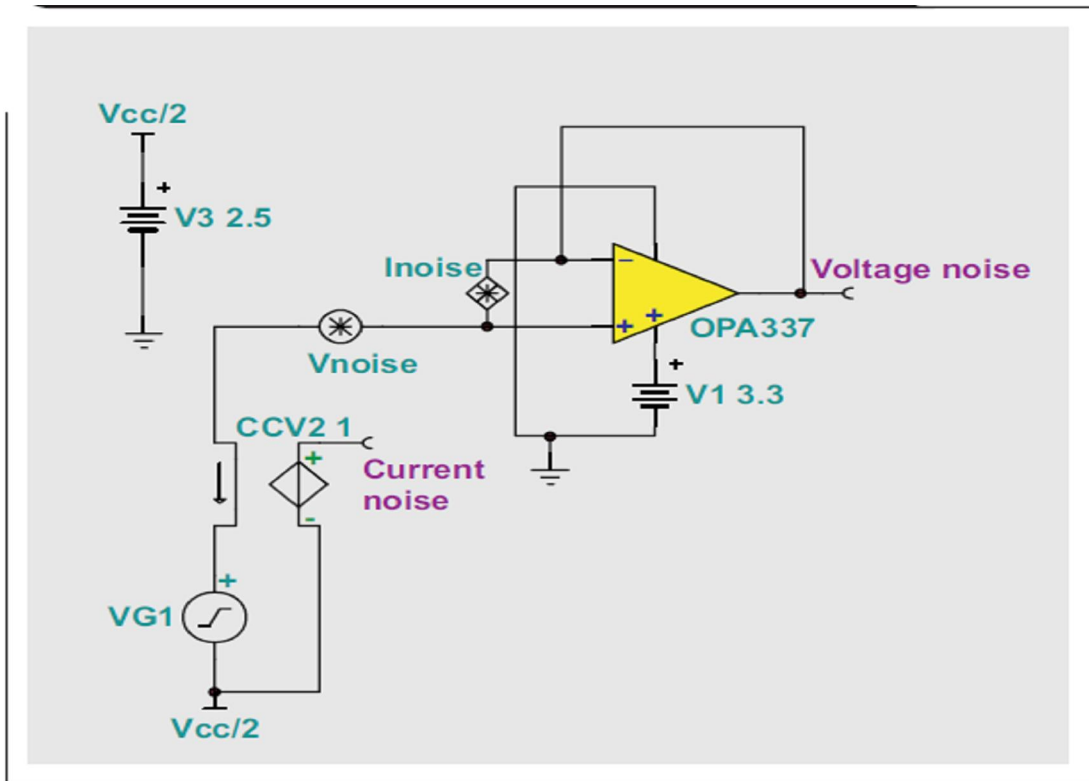 Vcc/2
+
V3 2.5
Inoise
Vnoise
−
+
+
OPA337
Voltage noise
+
V1 3.3
CCV2 1
+
-
Current
noise
+
VG1
Vcc/2